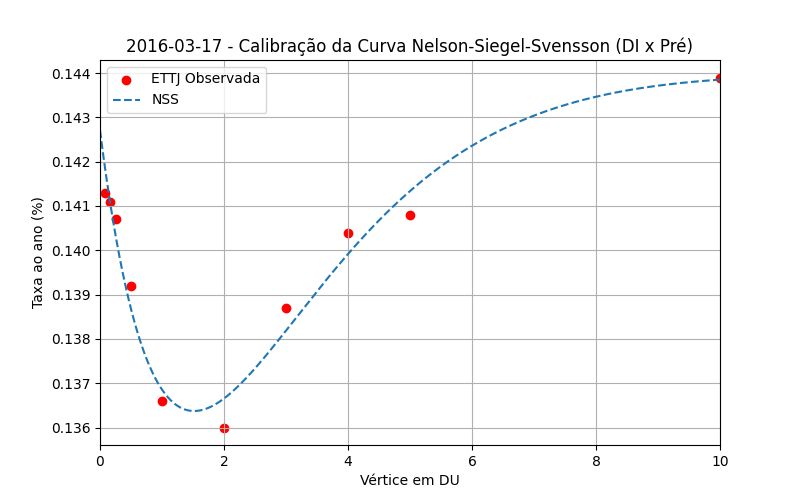 2016-03-17 - Calibração da Curva Nelson-Siegel-Svensson (DI x Pré)
ETTJ Observada
NSS
Taxa ao ano (%)
0.144
0.143
0.142
0.141
0.140
0.139
0.138
0.137
0.136
0 2 4 6 8 10
Vértice em DU